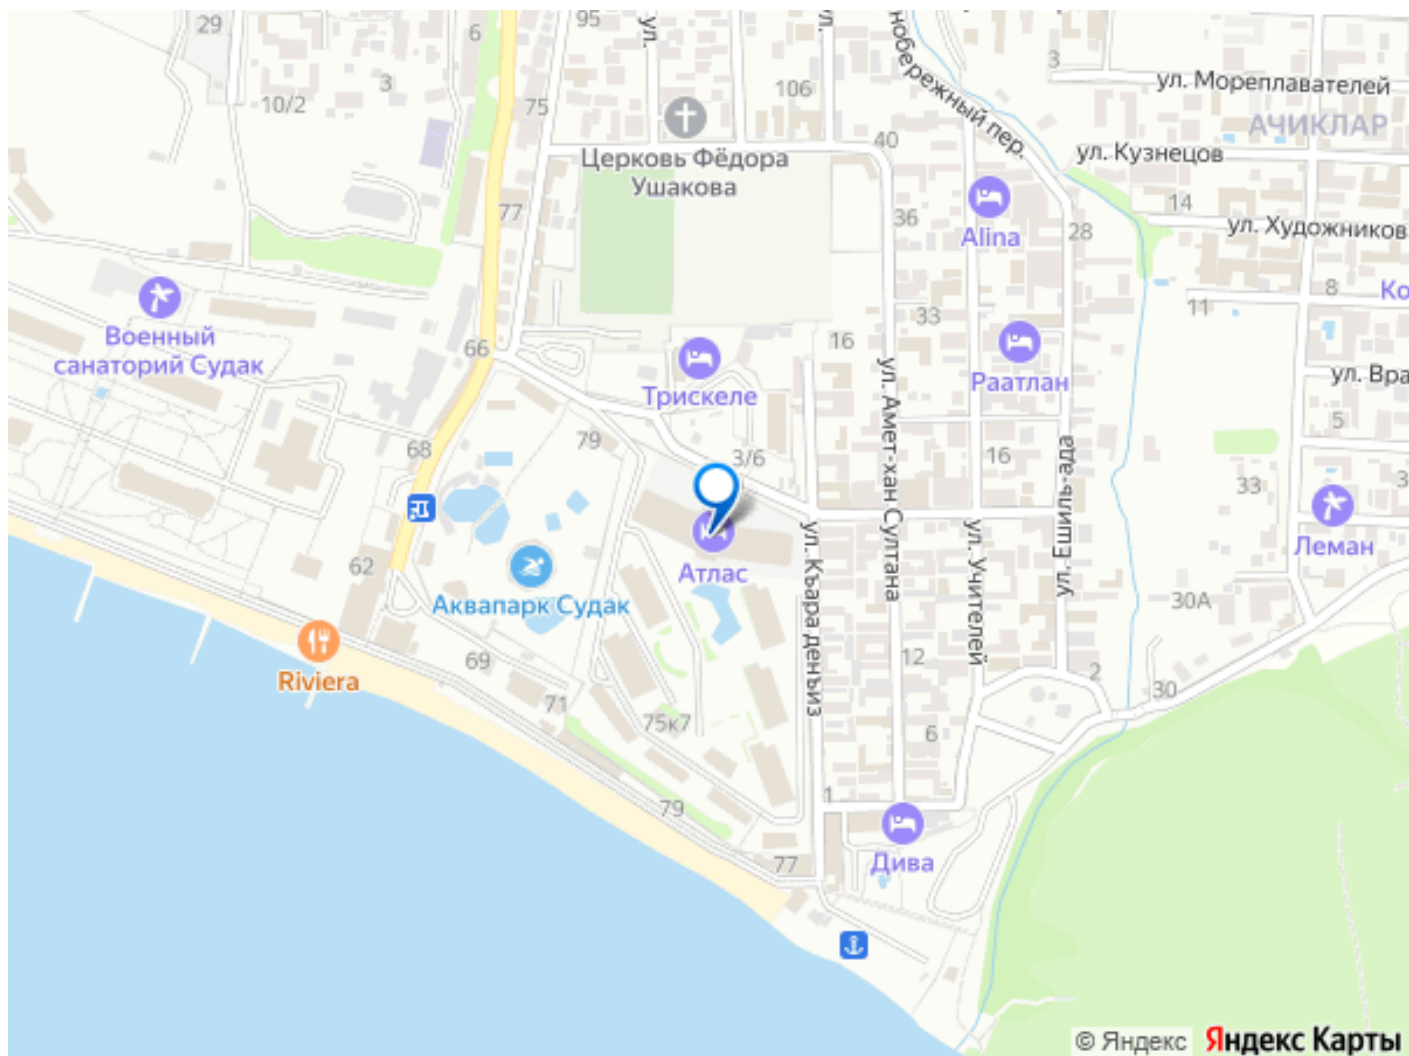 29
6
95
ул.
ул.
нобережный пер.
3
ул. Мореплавателей
3
10/2
75
106
АЧИКЛАР
40
ул. Кузнецов
Церковь Фёдора
Ушакова
14
77
36
Alina
28
ул. Художников
8
Ко
11
Военный
санаторий Судак
66
16
33
Трискеле
Раатлан
ул. Вра
5
ул. Амет-хан Султана
79
68
3/6
16
ул. Ешиль-ада
33
Леман
ул. Къара денъиз
ул. Учителей
Атлас
62
Аквапарк Судак
30А
69
Riviera
12
2
30
71
75к7
6
79
1
77
Дива
© Яндекс
Яндекс Карты